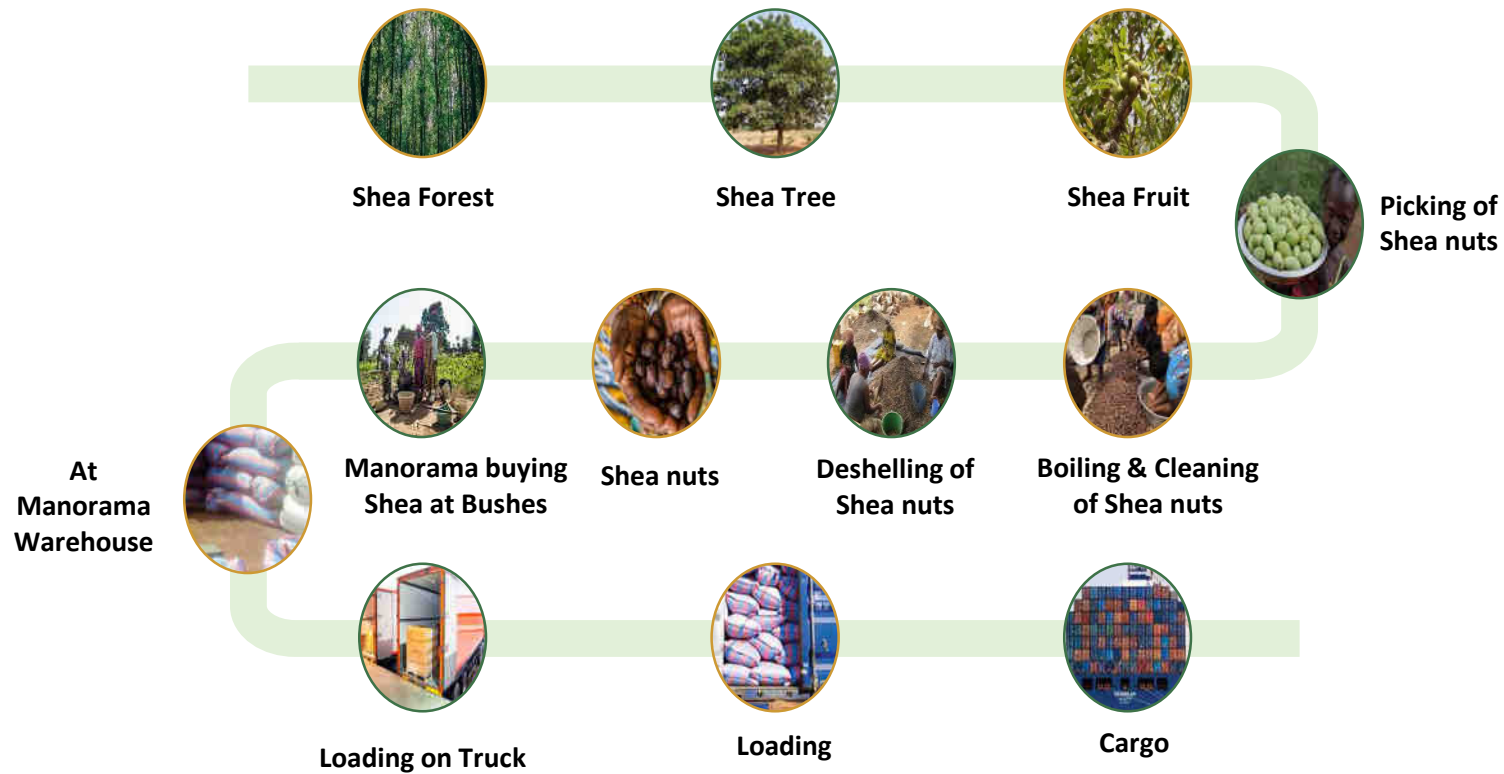 Shea Forest
Shea Tree
Shea Fruit
Picking of
Shea nuts
Boiling & Cleaning
of Shea nuts
Deshelling of
Shea nuts
Shea nuts
Manorama buying
Shea at Bushes
At
Manorama
Warehouse
Loading on Truck
Loading
Cargo